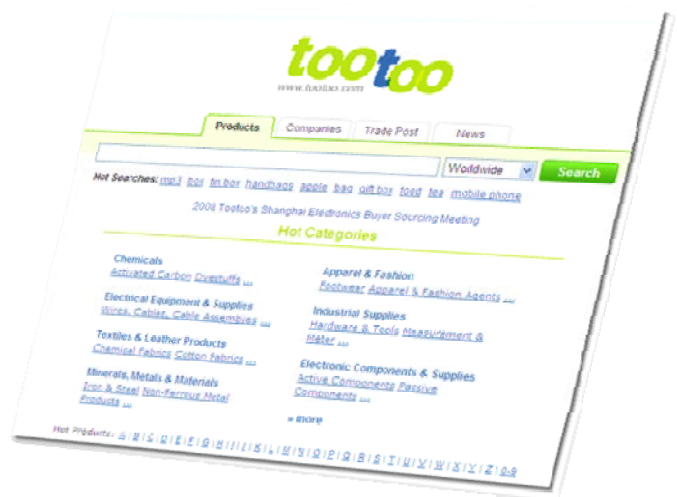 tootoo
www.tootoo.com
Products Companies Trade Post News
Worldwide Search
Hot Searches: mp3 box tin box handbags apple bag gift box food tea mobile phone
2008 Tootoo's Shanghai Electronics Buyer Sourcing Meeting
Hot Categories
Chemicals
Activated Carbon Dyestuffs ...
Electrical Equipment & Supplies
Wires, Cables, Cable Assemblies ...
Textiles & Leather Products
Chemical Fabrics Cotton Fabrics ...
Minerals, Metals & Materials
Iron & Steel Non-Ferrous Metal
Products ...
Apparel & Fashion
Footwear Apparel & Fashion Agents ...
Industrial Supplies
Hardware & Tools Measurement &
Meter ...
Electronic Components & Supplies
Active Components Passive
Components ...
» more
Hot Products: A | B | C | D | E | F | G | H | I | J | K | L | M | N | O | P | Q | R | S | T | U | V | W | X | Y | Z | 0-9